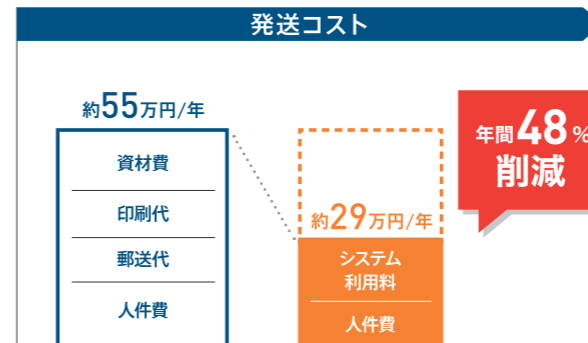 発送コスト
約55万円/年
資材費
印刷代
郵送代
人件費
約29万円/年
システム
利用料
人件費
年間48%
削減